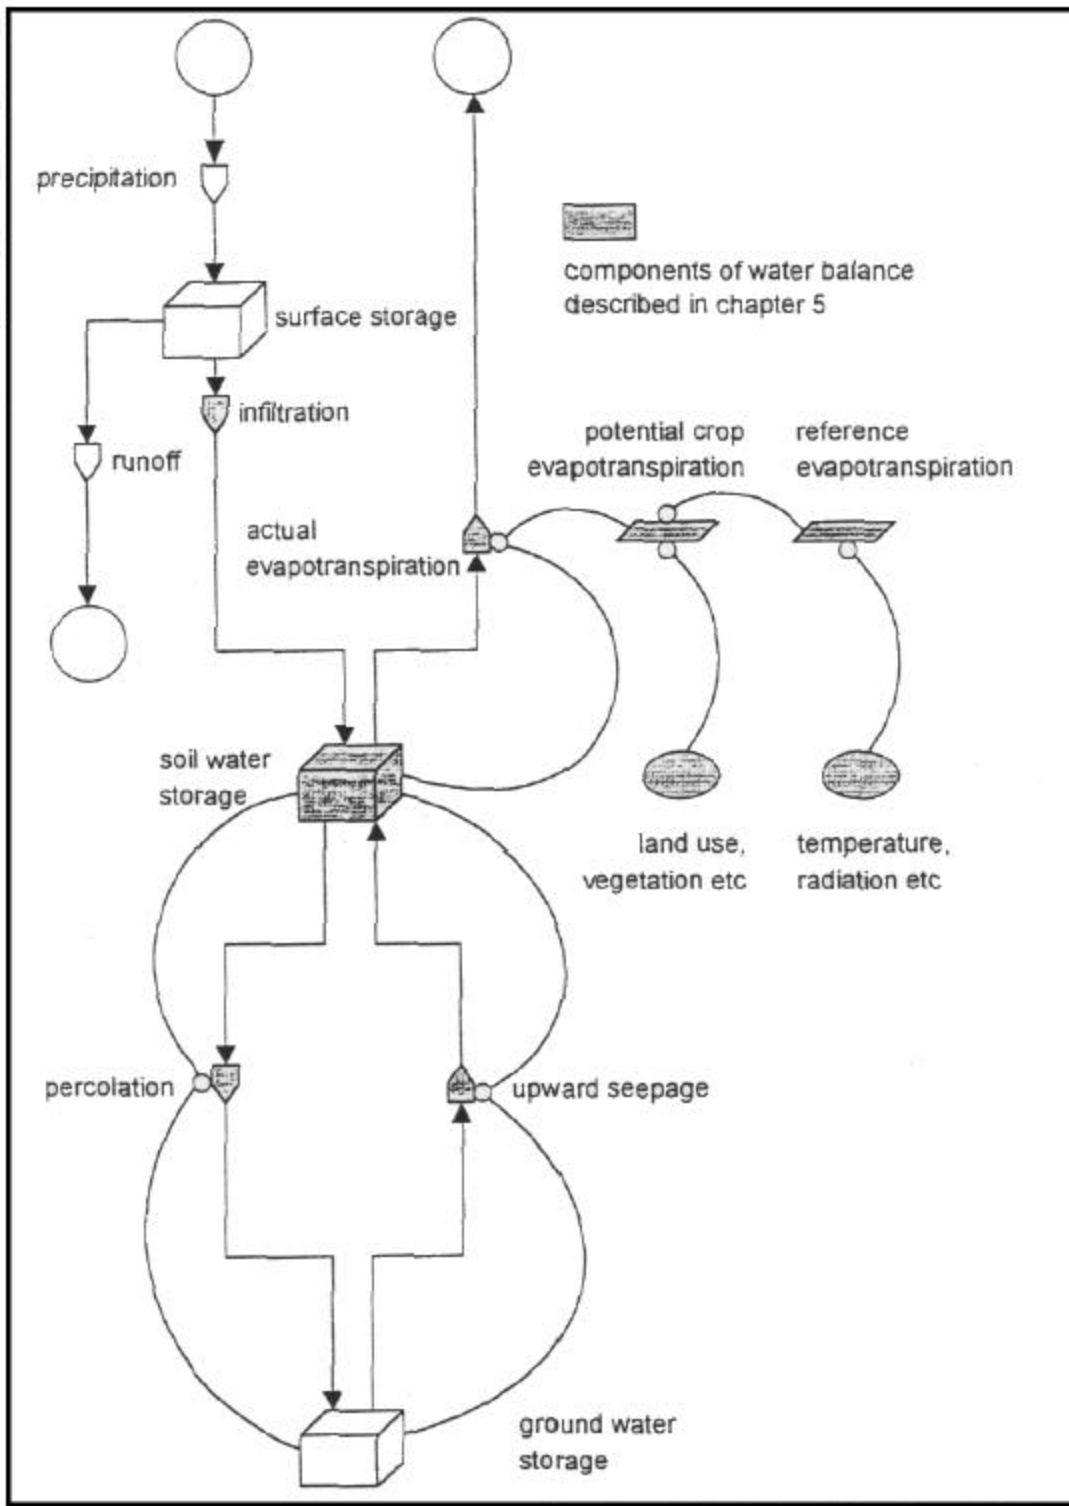 precipitation
components of water balance
described in chapter 5
surface storage
infiltration
runoff
potential crop
evapotranspiration
reference
evapotranspiration
actual
evapotranspiration
soil water
storage
land use,
vegetation etc
temperature,
radiation etc
percolation
upward seepage
ground water
storage